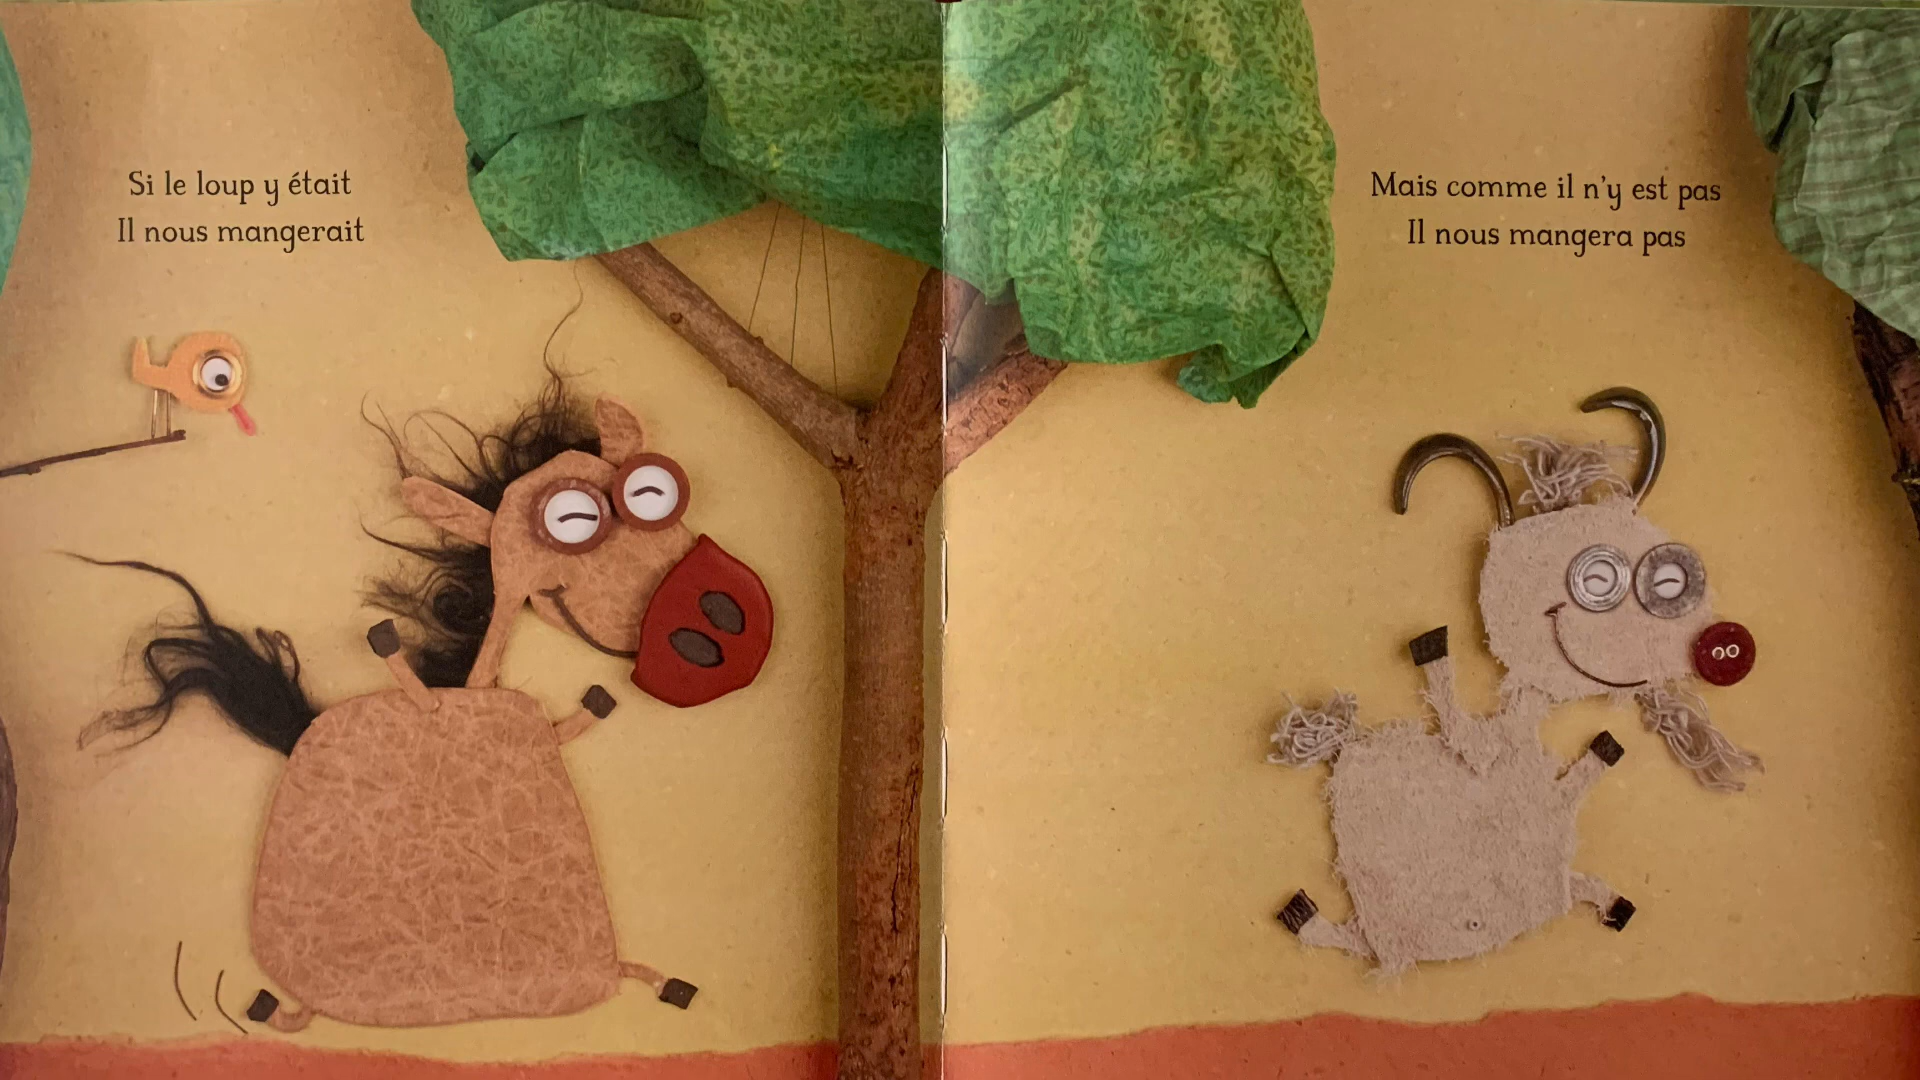 Si le loup y était
Il nous mangerait
Mais comme il n'y est pas
Il nous mangera pas